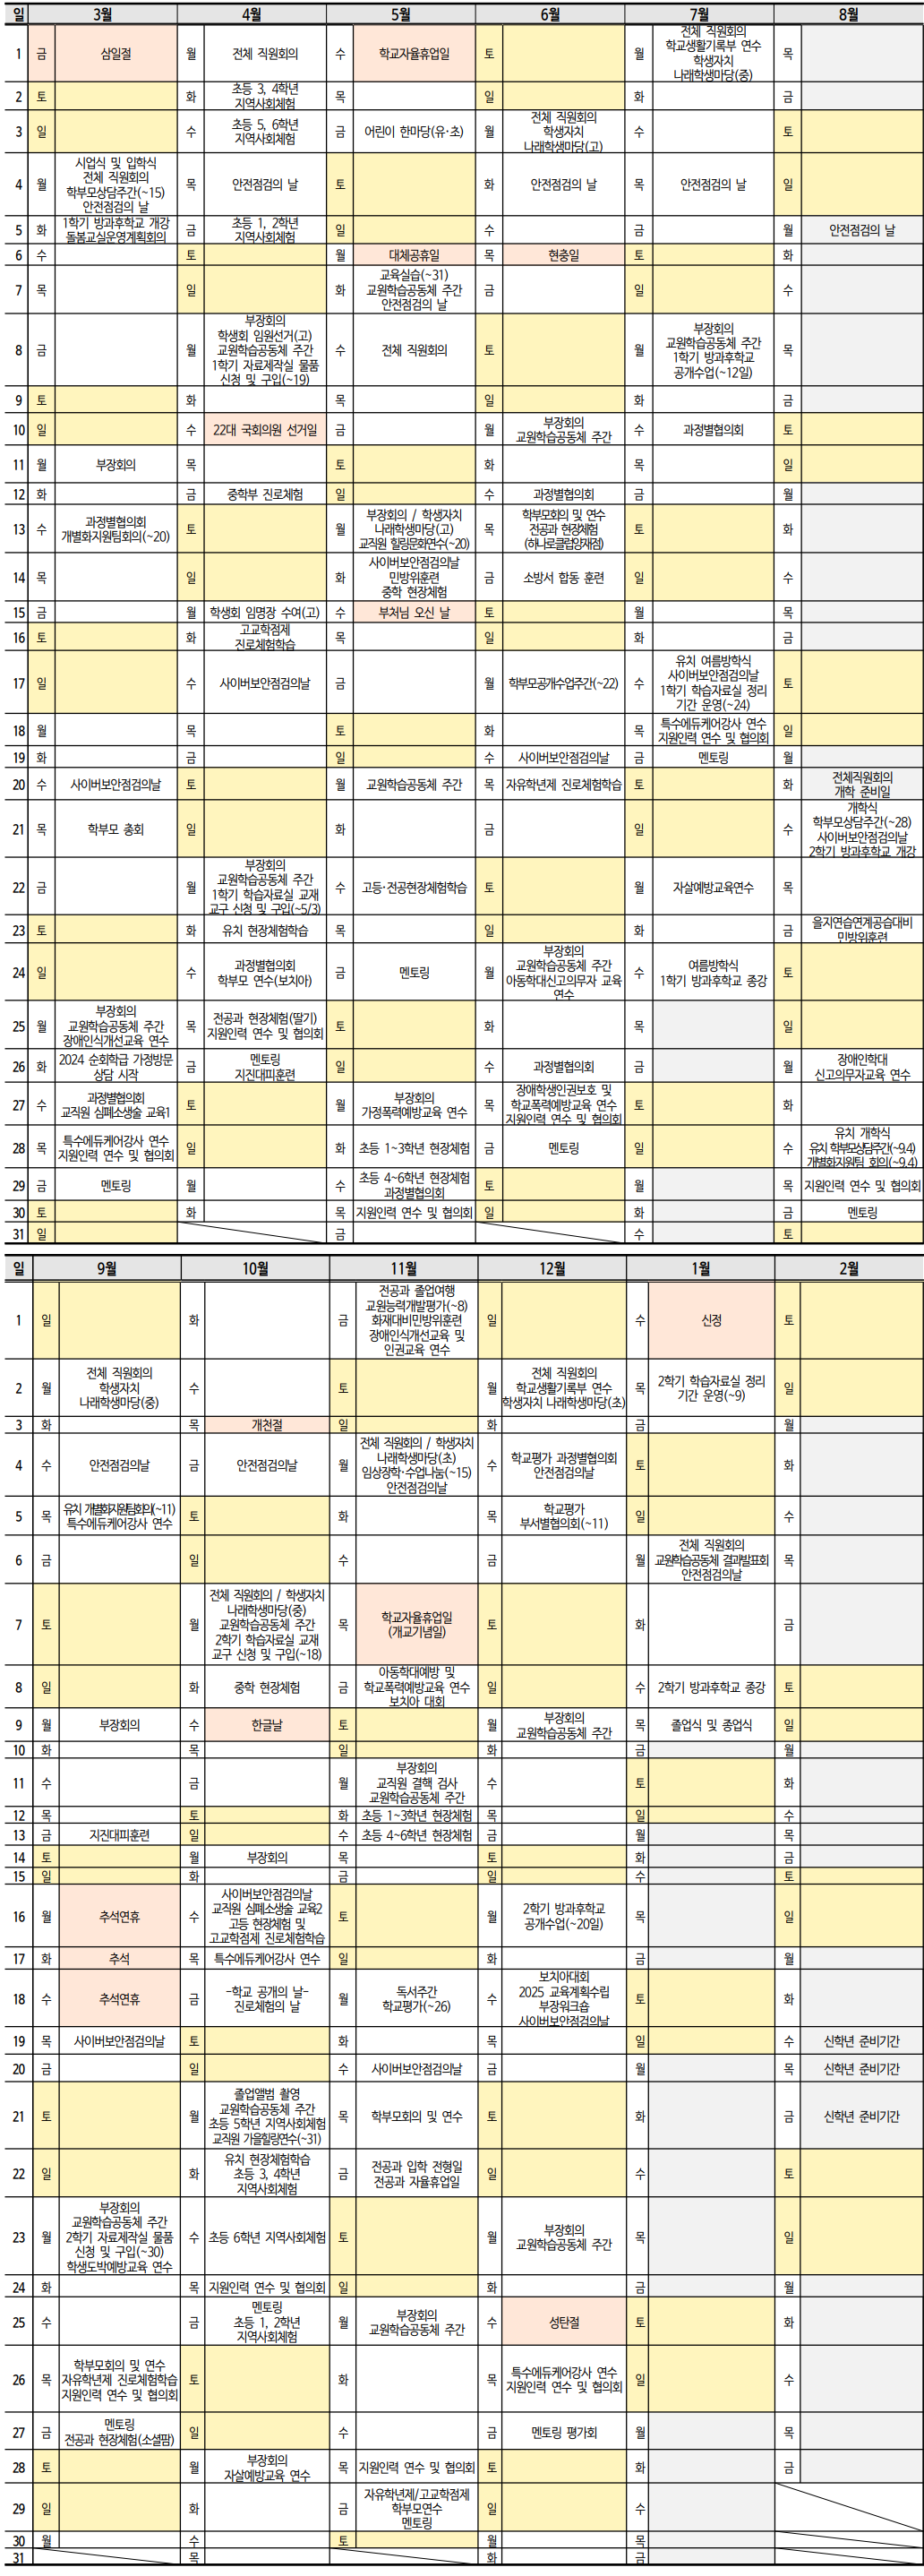 일 3월 4월 5월 6월 7월 8월
1 금 삼일절 월 전체 직원회의 수 학교자율휴업일 토 월 전체 직원회의 목
학교생활기록부 연수
학생자치
나래학생마당(중)
2 토 화 초등 3, 4학년 목 일 화 금
지역사회체험
3 일 수 초등 5, 6학년 금 어린이 한마당(유·초) 월 전체 직원회의 수 토
지역사회체험 학생자치
나래학생마당(고)
4 월 시업식 및 입학식 목 안전점검의 날 토 화 안전점검의 날 목 안전점검의 날 일
전체 직원회의
학부모상담주간(~15)
안전점검의 날
5 화 1학기 방과후학교 개강 금 초등 1, 2학년 일 수 금 월 안전점검의 날
돌봄교실운영계획회의 지역사회체험
6 수 토 월 대체공휴일 목 현충일 토 화
7 목 일 화 교육실습(~31) 금 일 수
교원학습공동체 주간
안전점검의 날
8 금 월 부장회의 수 전체 직원회의 토 월 부장회의 목
학생회 임원선거(고) 교원학습공동체 주간
교원학습공동체 주간 1학기 방과후학교
1학기 자료제작실 물품 공개수업(~12일)
신청 및 구입(~19)
9 토 화 목 일 화 금
10 일 수 22대 국회의원 선거일 금 월 부장회의 수 과정별협의회 토
교원학습공동체 주간
11 월 부장회의 목 토 화 목 일
12 화 금 중학부 진로체험 일 수 과정별협의회 금 월
13 수 과정별협의회 토 월 부장회의 / 학생자치 목 학부모회의 및 연수 토 화
개별화지원팀회의(~20) 나래학생마당(고) 전공과 현장체험
교직원 힐링문화연수(~20) (하나로클럽양재점)
14 목 일 화 사이버보안점검의날 금 소방서 합동 훈련 일 수
민방위훈련
중학 현장체험
15 금 월 학생회 임명장 수여(고) 수 부처님 오신 날 토 월 목
16 토 화 고교학점제 목 일 화 금
진로체험학습
17 일 수 사이버보안점검의날 금 월 학부모공개수업주간(~22) 수 유치 여름방학식 토
사이버보안점검의날
1학기 학습자료실 정리
기간 운영(~24)
18 월 목 토 화 목 특수에듀케어강사 연수 일
지원인력 연수 및 협의회
19 화 금 일 수 사이버보안점검의날 금 멘토링 월
20 수 사이버보안점검의날 토 월 교원학습공동체 주간 목 자유학년제 진로체험학습 토 화 전체직원회의
개학 준비일
21 목 학부모 총회 일 화 금 일 수 개학식
학부모상담주간(~28)
사이버보안점검의날
2학기 방과후학교 개강
22 금 월 부장회의 수 고등·전공현장체험학습 토 월 자살예방교육연수 목
교원학습공동체 주간
1학기 학습자료실 교재
교구 신청 및 구입(~5/3)
23 토 화 유치 현장체험학습 목 일 화 금 을지연습연계공습대비
민방위훈련
24 일 수 과정별협의회 금 멘토링 월 부장회의 수 여름방학식 토
학부모 연수(보치아) 교원학습공동체 주간 1학기 방과후학교 종강
아동학대신고의무자 교육
연수
25 월 부장회의 목 전공과 현장체험(딸기) 토 화 목 일
교원학습공동체 주간 지원인력 연수 및 협의회
장애인식개선교육 연수
26 화 2024 순회학급 가정방문 금 멘토링 일 수 과정별협의회 금 월 장애인학대
상담 시작 지진대피훈련 신고의무자교육 연수
27 수 과정별협의회 토 월 부장회의 목 장애학생인권보호 및 토 화
교직원 심폐소생술 교육1 가정폭력예방교육 연수 학교폭력예방교육 연수
지원인력 연수 및 협의회
28 목 특수에듀케어강사 연수 일 화 초등 1~3학년 현장체험 금 멘토링 일 수 유치 개학식
지원인력 연수 및 협의회 유치 학부모상담주간(~9.4)
개별화지원팀 회의(~9.4)
29 금 멘토링 월 수 초등 4~6학년 현장체험 토 월 목 지원인력 연수 및 협의회
과정별협의회
30 토 화 목 지원인력 연수 및 협의회 일 화 금 멘토링
31 일 금 수 토
일 9월 10월 11월 12월 1월 2월
1 일 화 금 전공과 졸업여행 일 수 신정 토
교원능력개발평가(~8)
화재대비민방위훈련
장애인식개선교육 및
인권교육 연수
2 월 전체 직원회의 수 토 월 전체 직원회의 목 2학기 학습자료실 정리 일
학생자치 학교생활기록부 연수 기간 운영(~9)
나래학생마당(중) 학생자치 나래학생마당(초)
3 화 목 개천절 일 화 금 월
4 수 안전점검의날 금 안전점검의날 월 전체 직원회의 / 학생자치 수 학교평가 과정별협의회 토 화
나래학생마당(초) 안전점검의날
임상장학·수업나눔(~15)
안전점검의날
5 목 유치 개별화지원팀회의(~11) 토 화 목 학교평가 일 수
특수에듀케어강사 연수 부서별협의회(~11)
6 금 일 수 금 월 전체 직원회의 목
교원학습공동체 결과발표회
안전점검의날
7 토 월 전체 직원회의 / 학생자치 목 학교자율휴업일 토 화 금
나래학생마당(중) (개교기념일)
교원학습공동체 주간
2학기 학습자료실 교재
교구 신청 및 구입(~18)
8 일 화 중학 현장체험 금 아동학대예방 및 일 수 2학기 방과후학교 종강 토
학교폭력예방교육 연수
보치아 대회
9 월 부장회의 수 한글날 토 월 부장회의 목 졸업식 및 종업식 일
교원학습공동체 주간
10 화 목 일 화 금 월
11 수 금 월 부장회의 수 토 화
교직원 결핵 검사
교원학습공동체 주간
12 목 토 화 초등 1~3학년 현장체험 목 일 수
13 금 지진대피훈련 일 수 초등 4~6학년 현장체험 금 월 목
14 토 월 부장회의 목 토 화 금
15 일 화 금 일 수 토
16 월 추석연휴 수 사이버보안점검의날 토 월 2학기 방과후학교 목 일
교직원 심폐소생술 교육2 공개수업(~20일)
고등 현장체험 및
고교학점제 진로체험학습
17 화 추석 목 특수에듀케어강사 연수 일 화 금 월
18 수 추석연휴 금 -학교 공개의 날- 월 독서주간 수 보치아대회 토 화
진로체험의 날 학교평가(~26) 2025 교육계획수립
부장워크숍
사이버보안점검의날
19 목 사이버보안점검의날 토 화 목 일 수 신학년 준비기간
20 금 일 수 사이버보안점검의날 금 월 목 신학년 준비기간
21 토 월 졸업앨범 촬영 목 학부모회의 및 연수 토 화 금 신학년 준비기간
교원학습공동체 주간
초등 5학년 지역사회체험
교직원 가을힐링연수(~31)
22 일 화 유치 현장체험학습 금 전공과 입학 전형일 일 수 토
초등 3, 4학년 전공과 자율휴업일
지역사회체험
23 월 부장회의 수 초등 6학년 지역사회체험 토 월 부장회의 목 일
교원학습공동체 주간 교원학습공동체 주간
2학기 자료제작실 물품
신청 및 구입(~30)
학생도박예방교육 연수
24 화 목 지원인력 연수 및 협의회 일 화 금 월
25 수 금 멘토링 월 부장회의 수 성탄절 토 화
초등 1, 2학년 교원학습공동체 주간
지역사회체험
26 목 학부모회의 및 연수 토 화 목 특수에듀케어강사 연수 일 수
자유학년제 진로체험학습 지원인력 연수 및 협의회
지원인력 연수 및 협의회
27 금 멘토링 일 수 금 멘토링 평가회 월 목
전공과 현장체험(소셜팜)
28 토 월 부장회의 목 지원인력 연수 및 협의회 토 화 금
자살예방교육 연수
29 일 화 금 자유학년제/고교학점제 일 수
학부모연수
멘토링
30 월 수 토 월 목
31 목 화 금